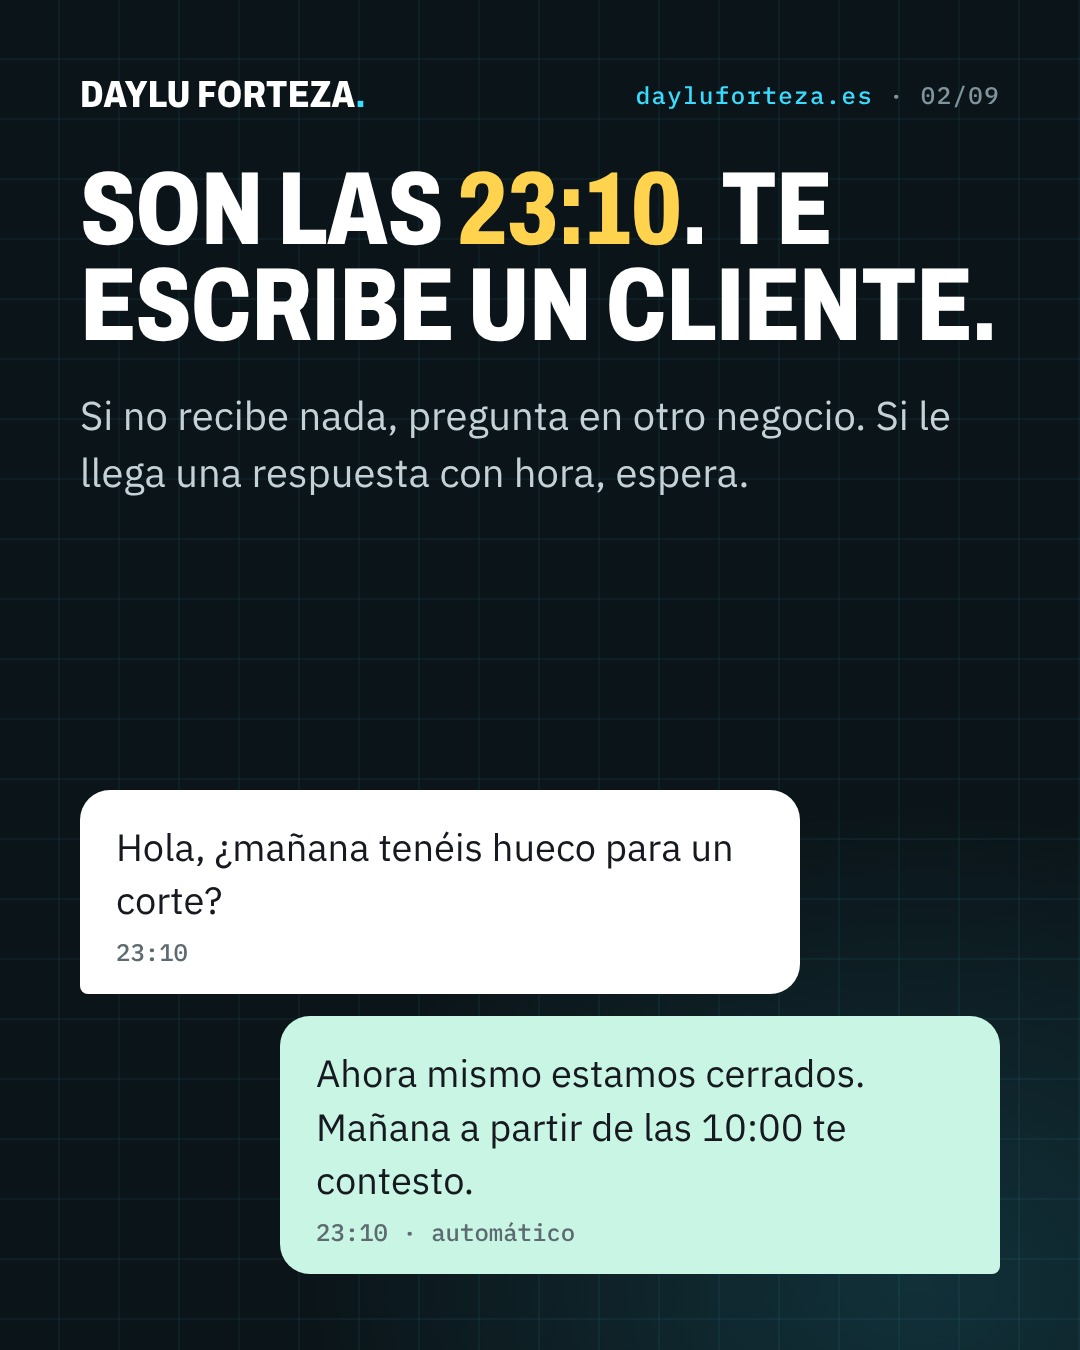 DAYLU FORTEZA.
dayluforteza.es · 02/09
SON LAS 23:10. TE
ESCRIBE UN CLIENTE.
Si no recibe nada, pregunta en otro negocio. Si le
llega una respuesta con hora, espera.
Hola, ¿mañana tenéis hueco para un
corte?
23:10
Ahora mismo estamos cerrados.
Mañana a partir de las 10:00 te
contesto.
23:10 · automático